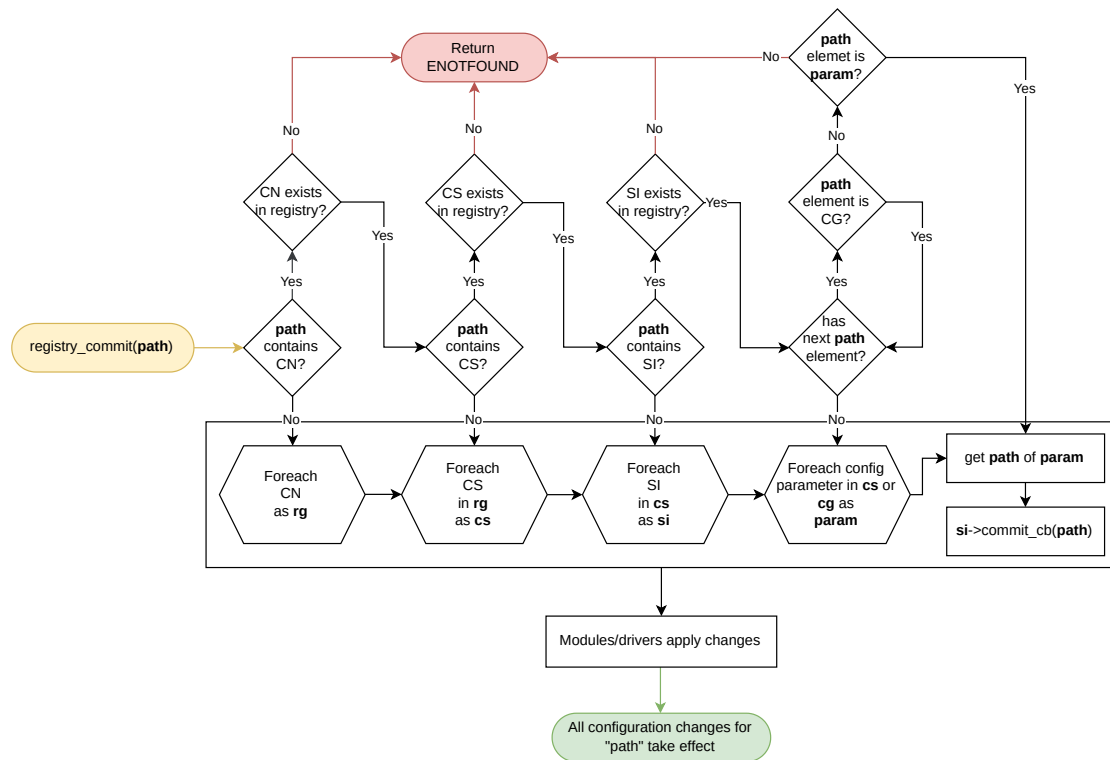 Return
ENOTFOUND
path
elemet is
param?
No
Yes
No
No
No
No
CN exists
in registry?
CS exists
in registry?
SI exists
in registry?
path
element is
CG?
Yes
Yes
Yes
Yes
Yes
Yes
Yes
Yes
registry_commit(path)
path
contains
CN?
path
contains
CS?
path
contains
SI?
has
next path
element?
No
No
No
No
Foreach
CN
as rg
Foreach
CS
in rg
as cs
Foreach
SI
in cs
as si
Foreach config
parameter in cs or
cg as
param
get path of param
si->commit_cb(path)
Modules/drivers apply changes
All configuration changes for
"path" take effect